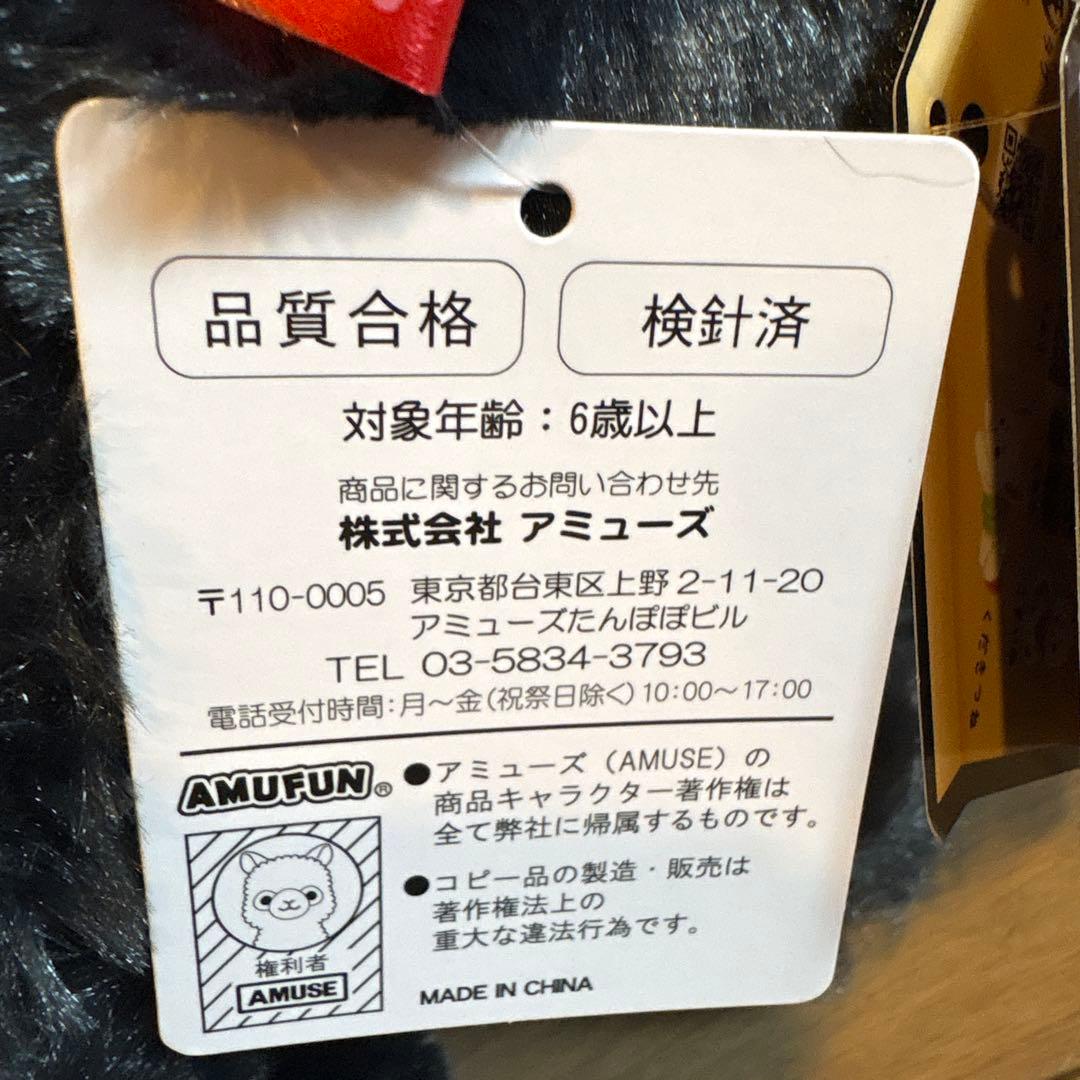 品質合格
検針済
対象年齢：6歳以上
商品に関するお問い合わせ先
株式会社 アミューズ
〒110-0005 東京都台東区上野2-11-20
アミューズたんぽぽビル
TEL 03-5834-3793
電話受付時間：月～金（祝祭日除く）10：00～17：00
AMUFUN®
●アミューズ（AMUSE）の
商品キャラクター著作権は
全て弊社に帰属するものです。
●コピー品の製造・販売は
著作権法上の
重大な違法行為です。
権利者
AMUSE
MADE IN CHINA
くだきつね